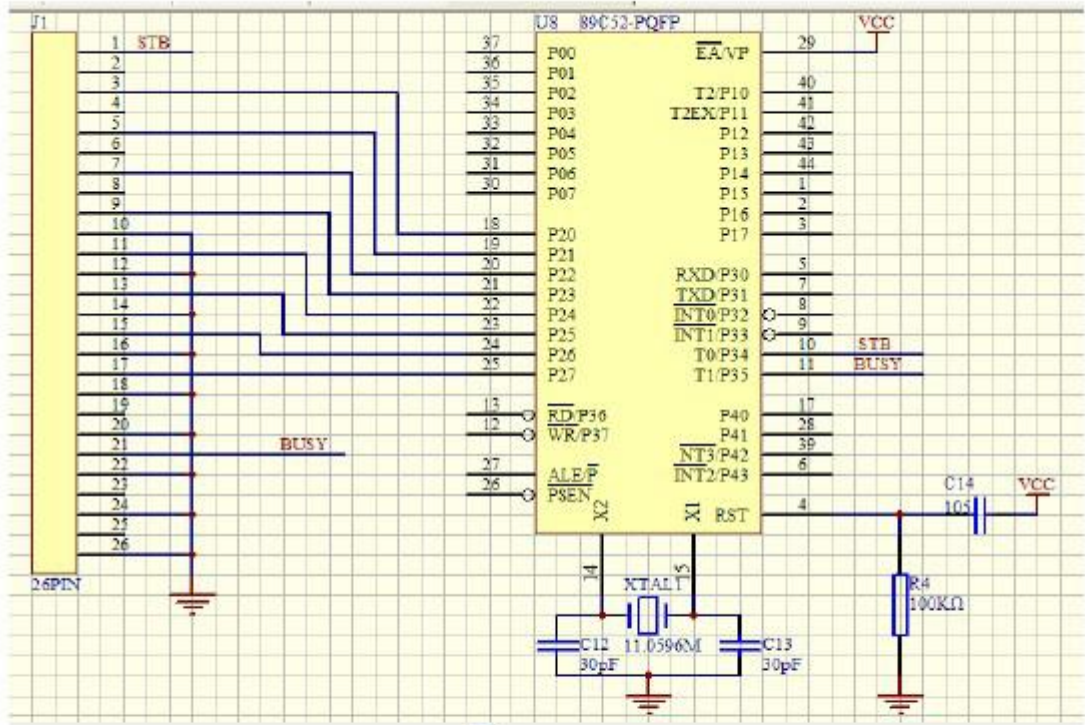 J1
1 STB
2
3
4
5
6
7
8
9
10
11
12
13
14
15
16
17
18
19
20
21 BUSY
22
23
24
25
26
26PIN
U8 89C52-PQFP
37 P00
36 P01
35 P02
34 P03
33 P04
32 P05
31 P06
30 P07
18 P20
19 P21
20 P22
21 P23
22 P24
23 P25
24 P26
25 P27
13 RD/P36
12 WR/P37
27 ALE/P
26 PSEN
X2
X1
VCC
EA/VP 29
T2/P10 40
T2EX/P11 41
P12 42
P13 43
P14 44
P15 1
P16 2
P17 3
RXD/P30 5
TXD/P31 7
INT0/P32 8
INT1/P33 9
T0/P34 10 STB
T1/P35 11 BUSY
P40 17
P41 28
NT3/P42 39
INT2/P43 6
RST 4
C14
105
VCC
R4
100KΩ
14
15
XTAL1
11.0596M
C12
30pF
C13
30pF